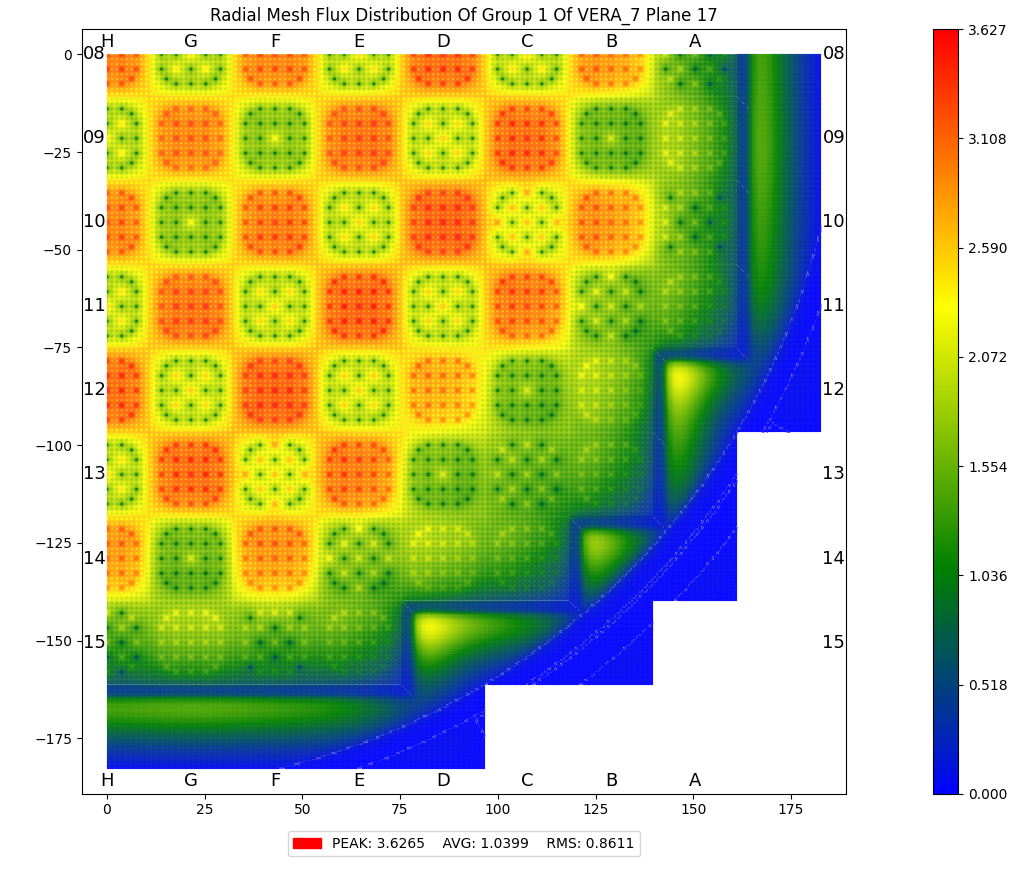 Radial Mesh Flux Distribution Of Group 1 Of VERA_7 Plane 17
H G F E D C B A
0 08 08 3.627
09 09 3.108
−25
10 10 2.590
−50
11 11 2.072
−75
12 12 1.554
−100
13 13
−125
14 14 1.036
−150
15 15 0.518
−175
H G F E D C B A 0.000
0 25 50 75 100 125 150 175
PEAK: 3.6265 AVG: 1.0399 RMS: 0.8611